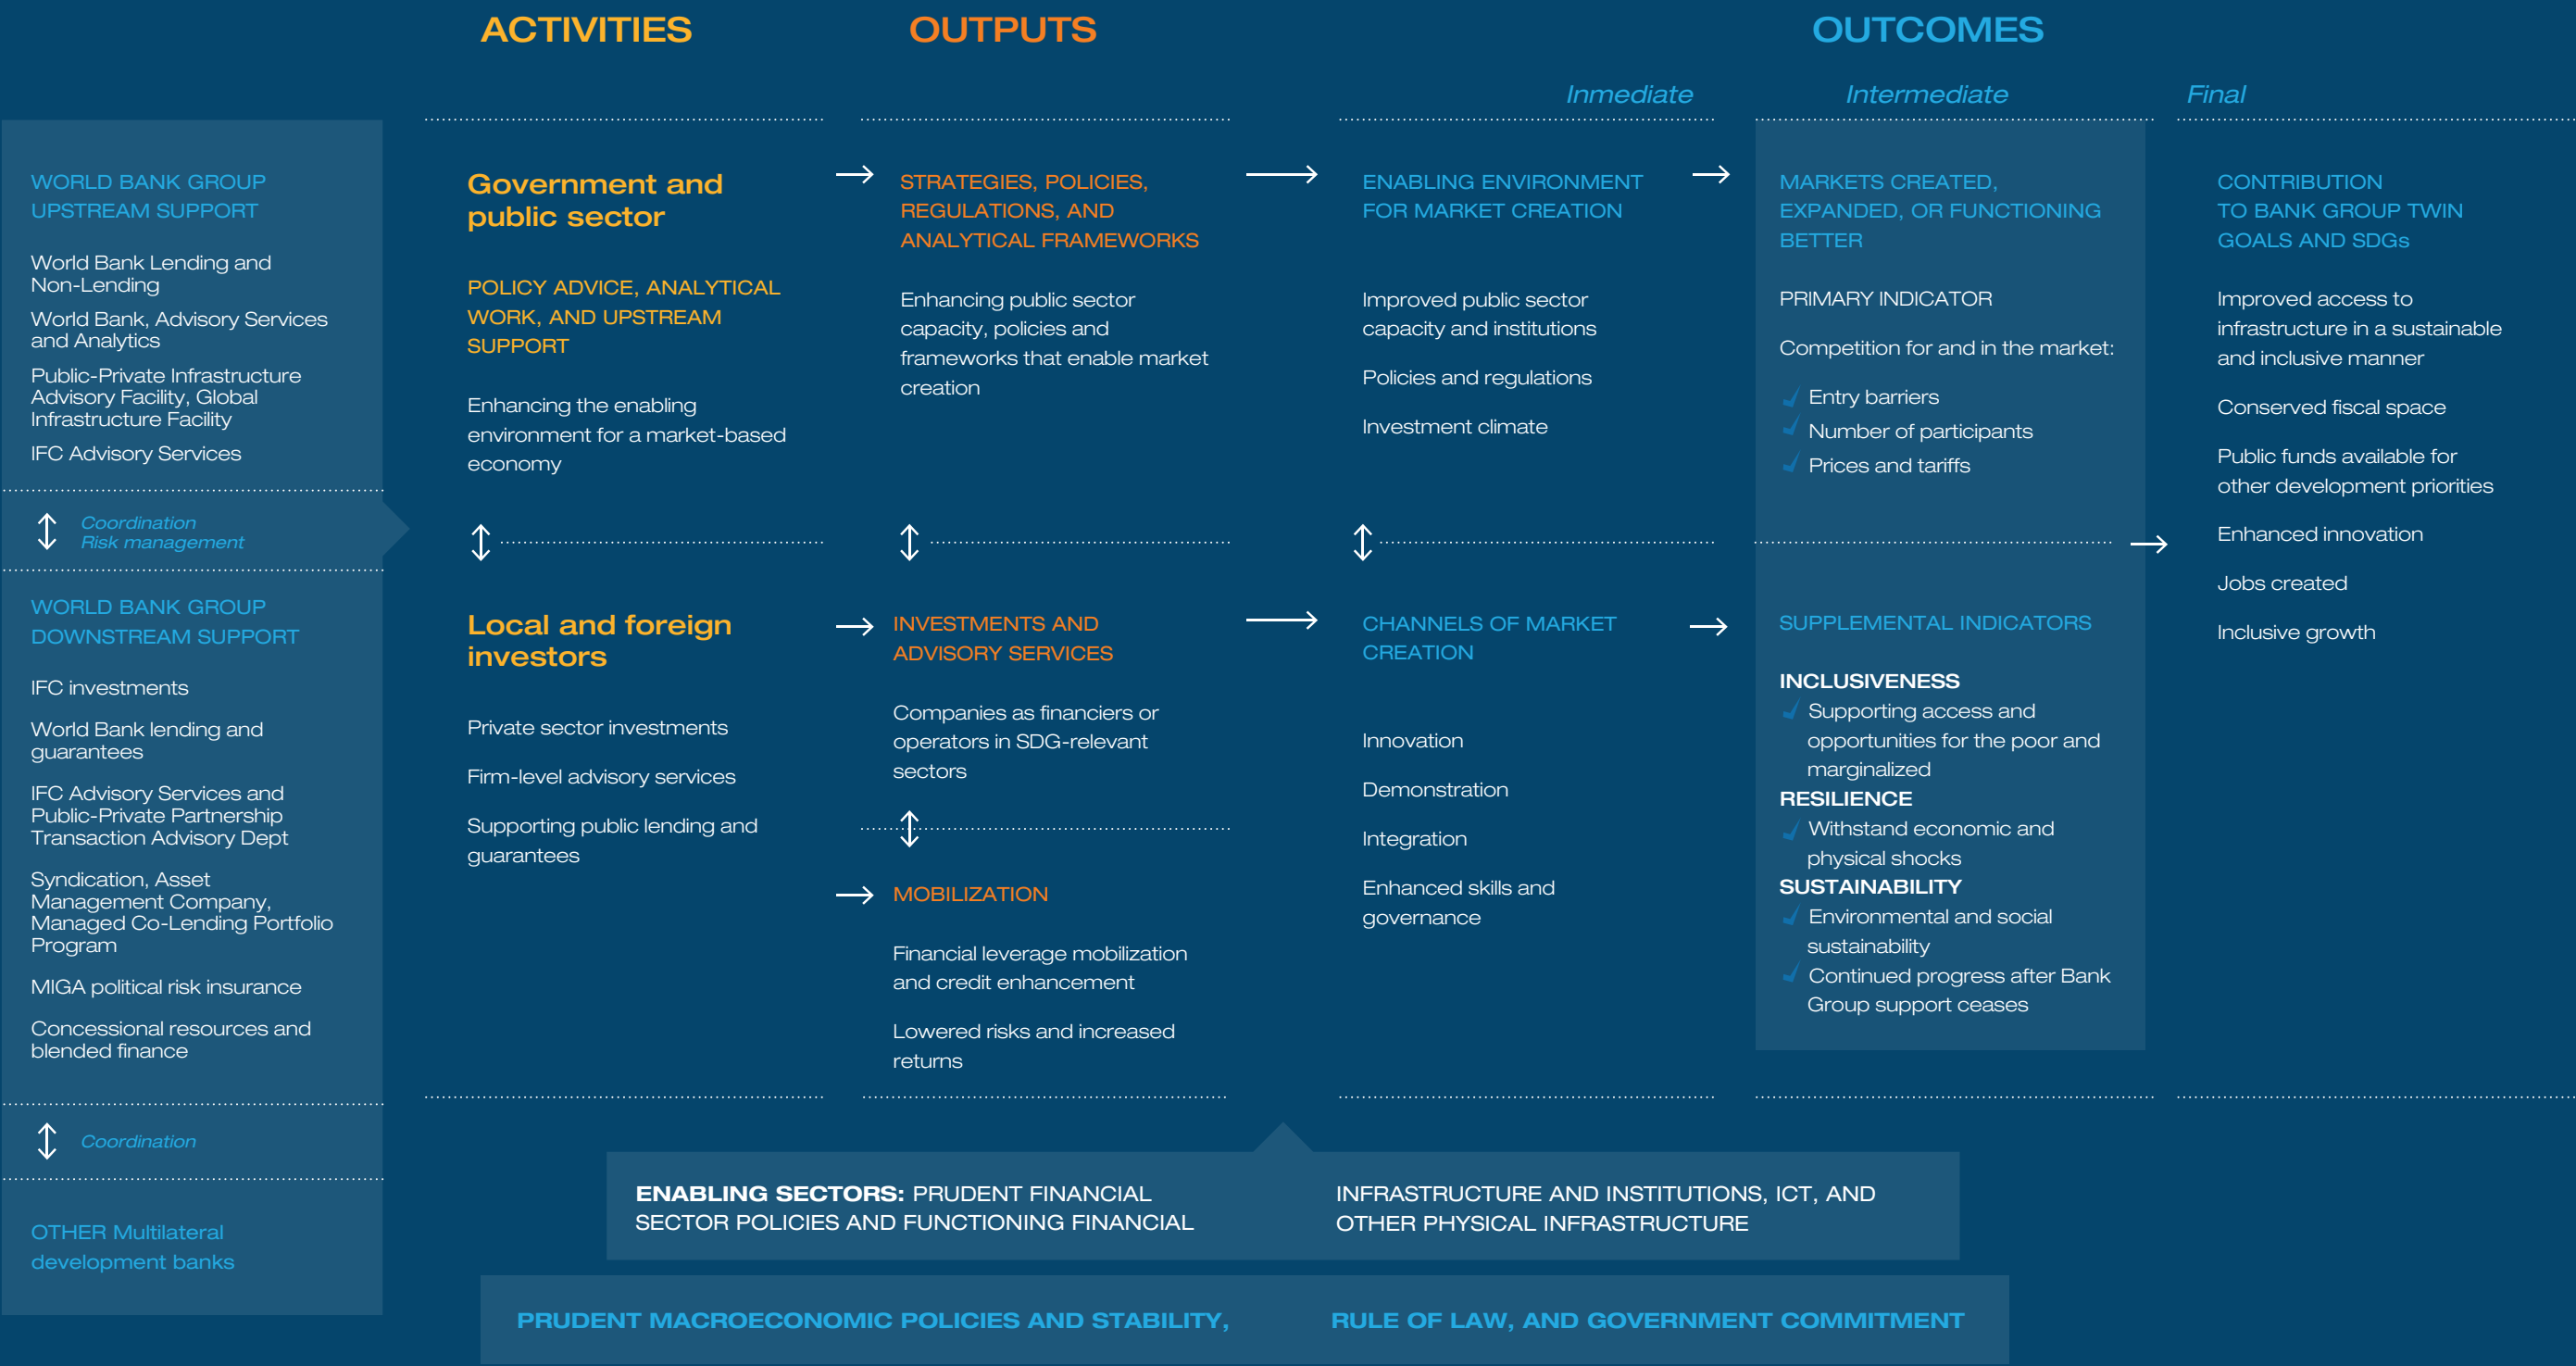 ACTIVITIES
OUTPUTS
OUTCOMES
Inmediate
Intermediate
Final
WORLD BANK GROUP
UPSTREAM SUPPORT
World Bank Lending and
Non-Lending
World Bank, Advisory Services
and Analytics
Public-Private Infrastructure
Advisory Facility, Global
Infrastructure Facility
IFC Advisory Services
Coordination
Risk management
WORLD BANK GROUP
DOWNSTREAM SUPPORT
IFC investments
World Bank lending and
guarantees
IFC Advisory Services and
Public-Private Partnership
Transaction Advisory Dept
Syndication, Asset
Management Company,
Managed Co-Lending Portfolio
Program
MIGA political risk insurance
Concessional resources and
blended finance
Coordination
OTHER Multilateral
development banks
Government and
public sector
POLICY ADVICE, ANALYTICAL
WORK, AND UPSTREAM
SUPPORT
Enhancing the enabling
environment for a market-based
economy
Local and foreign
investors
Private sector investments
Firm-level advisory services
Supporting public lending and
guarantees
STRATEGIES, POLICIES,
REGULATIONS, AND
ANALYTICAL FRAMEWORKS
Enhancing public sector
capacity, policies and
frameworks that enable market
creation
INVESTMENTS AND
ADVISORY SERVICES
Companies as financiers or
operators in SDG-relevant
sectors
MOBILIZATION
Financial leverage mobilization
and credit enhancement
Lowered risks and increased
returns
ENABLING ENVIRONMENT
FOR MARKET CREATION
Improved public sector
capacity and institutions
Policies and regulations
Investment climate
CHANNELS OF MARKET
CREATION
Innovation
Demonstration
Integration
Enhanced skills and
governance
MARKETS CREATED,
EXPANDED, OR FUNCTIONING
BETTER
PRIMARY INDICATOR
Competition for and in the market:
Entry barriers
Number of participants
Prices and tariffs
SUPPLEMENTAL INDICATORS
INCLUSIVENESS
Supporting access and
opportunities for the poor and
marginalized
RESILIENCE
Withstand economic and
physical shocks
SUSTAINABILITY
Environmental and social
sustainability
Continued progress after Bank
Group support ceases
CONTRIBUTION
TO BANK GROUP TWIN
GOALS AND SDGs
Improved access to
infrastructure in a sustainable
and inclusive manner
Conserved fiscal space
Public funds available for
other development priorities
Enhanced innovation
Jobs created
Inclusive growth
ENABLING SECTORS: PRUDENT FINANCIAL
SECTOR POLICIES AND FUNCTIONING FINANCIAL
INFRASTRUCTURE AND INSTITUTIONS, ICT, AND
OTHER PHYSICAL INFRASTRUCTURE
PRUDENT MACROECONOMIC POLICIES AND STABILITY,
RULE OF LAW, AND GOVERNMENT COMMITMENT